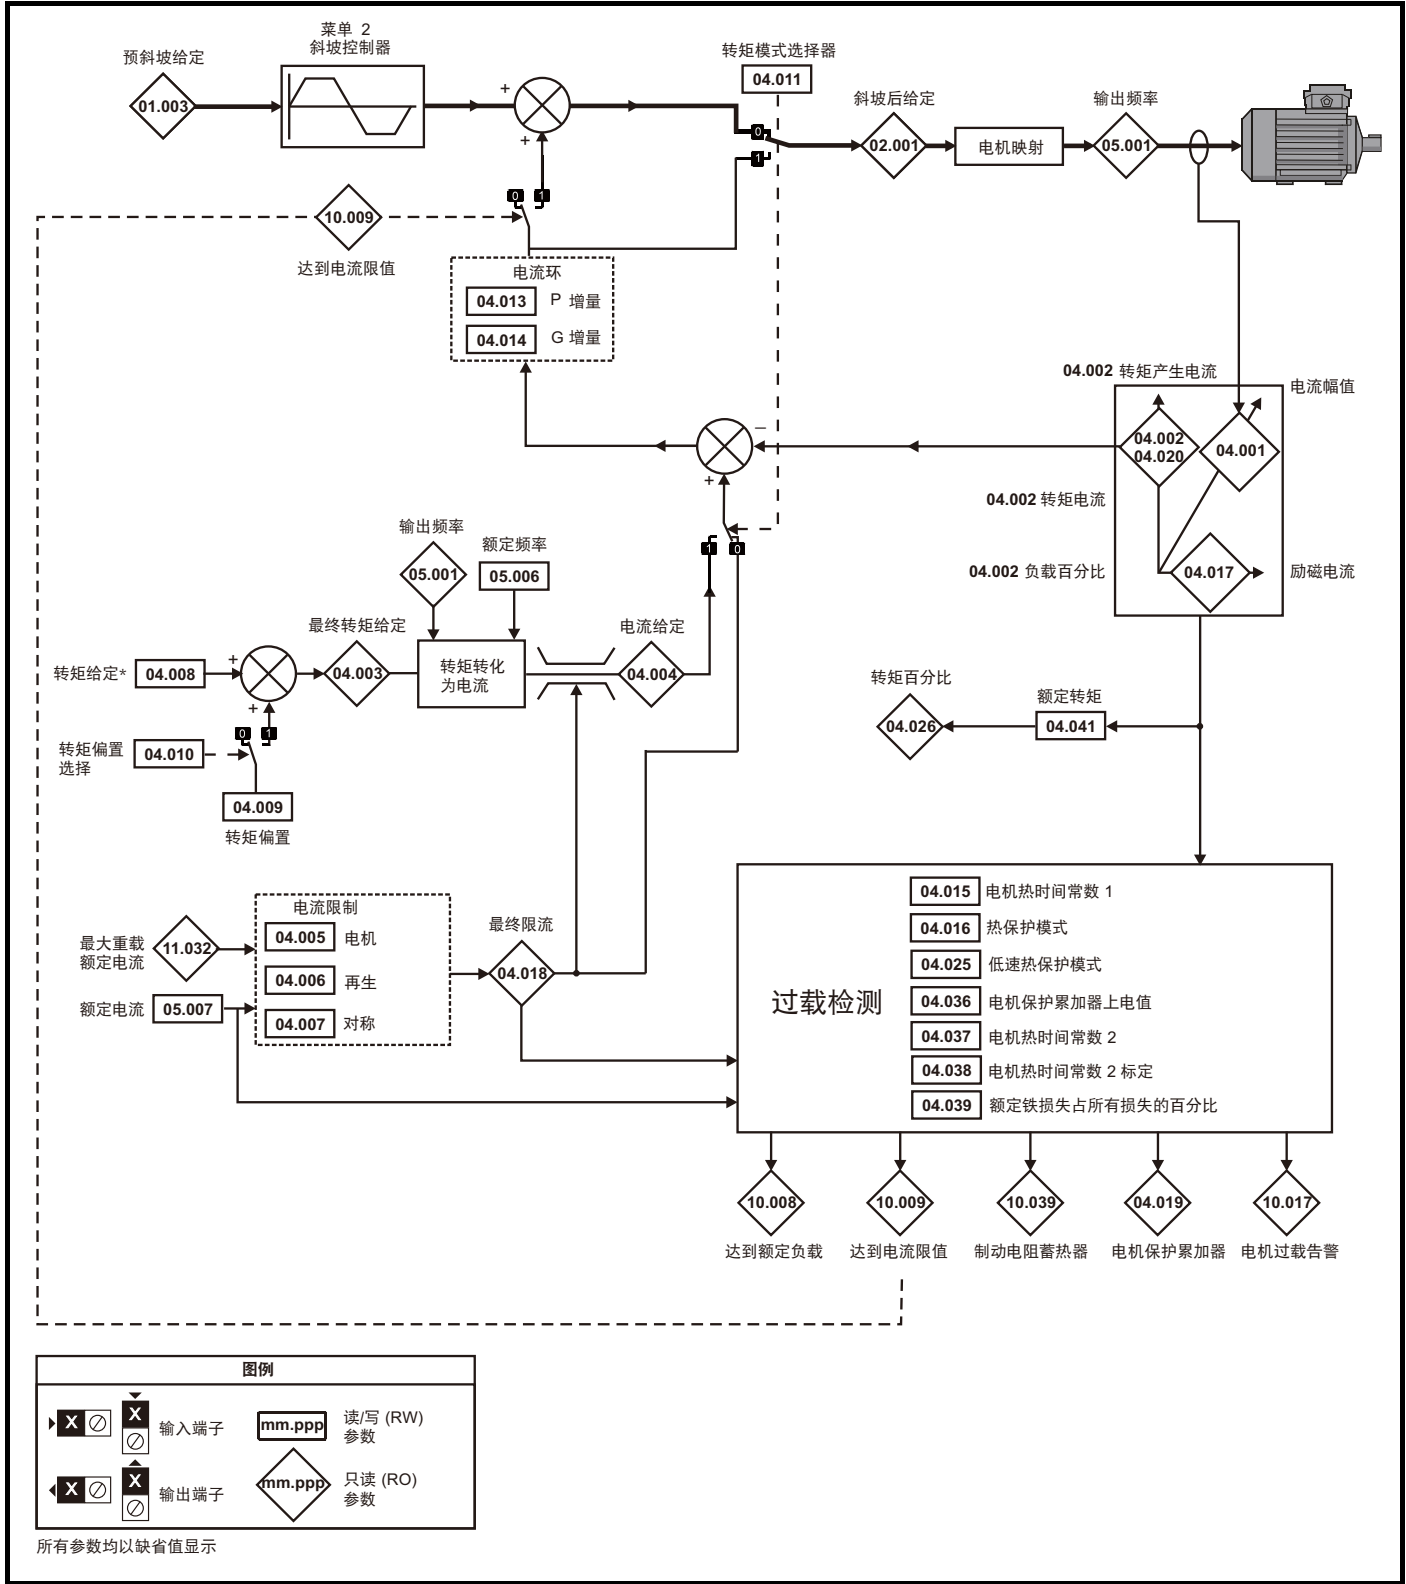 菜单 2
斜坡控制器
预斜坡给定
01.003
+
+
转矩模式选择器
04.011
0
1
斜坡后给定
02.001
电机映射
输出频率
05.001
0
1
10.009
达到电流限值
电流环
04.013 P 增量
04.014 G 增量
04.002 转矩产生电流
电流幅值
04.002
04.020
04.001
04.002 转矩电流
04.002 负载百分比
04.017
励磁电流
–
+
1
0
输出频率
05.001
额定频率
05.006
最终转矩给定
电流给定
转矩给定*
04.008
+
+
04.003
转矩转化
为电流
04.004
0
1
转矩偏置
选择
04.010
04.009
转矩偏置
转矩百分比
04.026
额定转矩
04.041
最大重载
额定电流
11.032
额定电流
05.007
电流限制
04.005 电机
04.006 再生
04.007 对称
最终限流
04.018
过载检测
04.015 电机热时间常数 1
04.016 热保护模式
04.025 低速热保护模式
04.036 电机保护累加器上电值
04.037 电机热时间常数 2
04.038 电机热时间常数 2 标定
04.039 额定铁损失占所有损失的百分比
10.008
10.009
10.039
04.019
10.017
达到额定负载
达到电流限值
制动电阻蓄热器
电机保护累加器
电机过载告警
图例
X
X
输入端子
mm.ppp
读/写 (RW)
参数
X
X
输出端子
mm.ppp
只读 (RO)
参数
所有参数均以缺省值显示